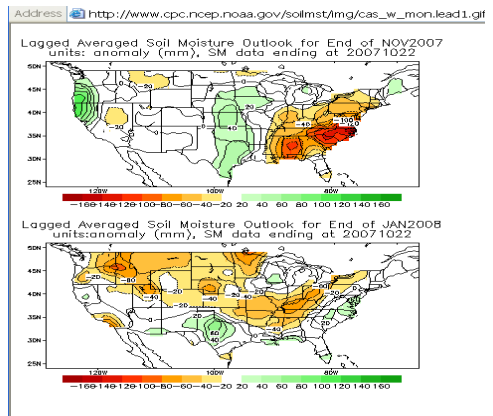 Address http://www.cpc.ncep.noaa.gov/soilmst/img/cas_w_mon.lead1.gif
Lagged Averaged Soil Moisture Outlook for End of NOV2007
units: anomaly (mm), SM data ending at 20071022
50N
45N
40N
35N
30N
25N
120W 100W 80W
-160-140-120-100-80-60-40-20 20 40 60 80 100 120 140 160
Lagged Averaged Soil Moisture Outlook for End of JAN2008
units:anomaly (mm), SM data ending at 20071022
50N
45N
40N
35N
30N
25N
120W 100W 80W
-160-140-120-100-80-60-40-20 20 40 60 80 100 120 140 160